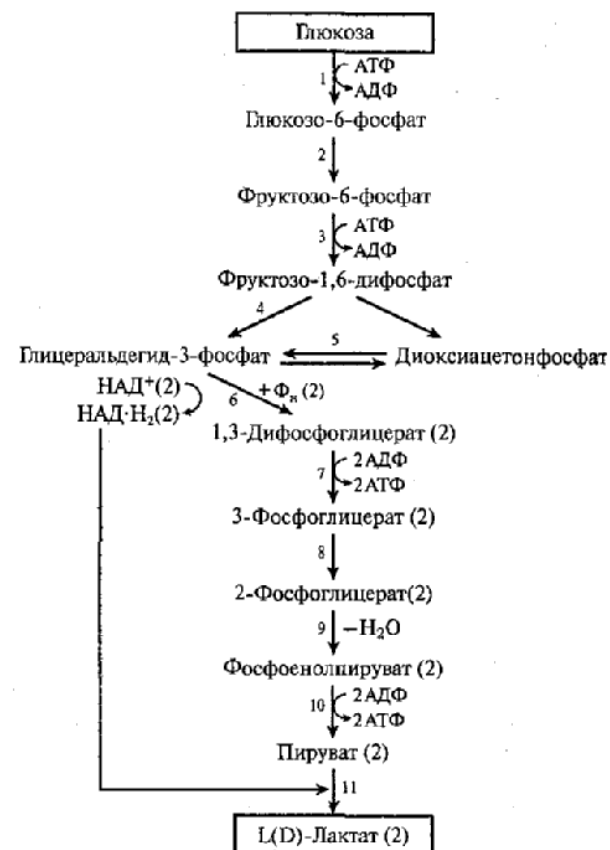 Глюкоза
1
АТФ
АДФ
Глюкозо-6-фосфат
2
Фруктозо-6-фосфат
3
АТФ
АДФ
Фруктозо-1,6-дифосфат
4
5
Глицеральдегид-3-фосфат
Диоксиацетонфосфат
НАД⁺(2)
НАД·Н₂(2)
6
+Фн (2)
1,3-Дифосфоглицерат (2)
7
2АДФ
2АТФ
3-Фосфоглицерат (2)
8
2-Фосфоглицерат(2)
9
−Н₂О
Фосфоенолпируват (2)
10
2АДФ
2АТФ
Пируват (2)
11
L(D)-Лактат (2)